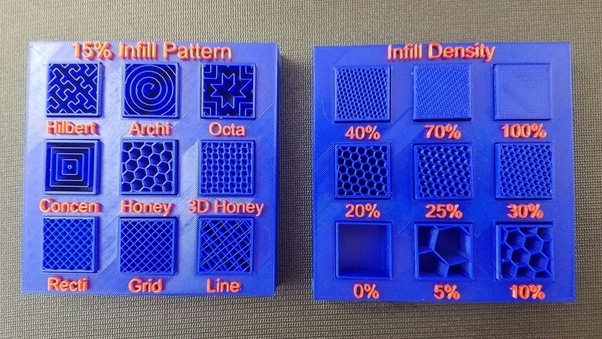 15% Infill Pattern
Hilbert Archi Octa
Concen Honey 3D Honey
Recti Grid Line
Infill Density
40% 70% 100%
20% 25% 30%
0% 5% 10%